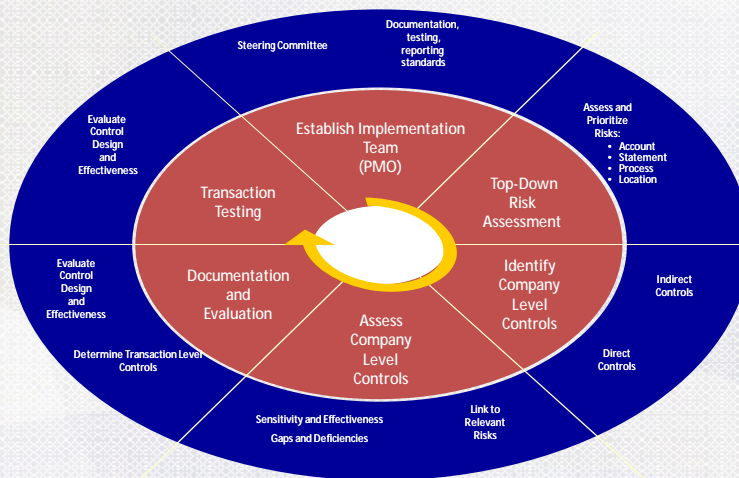 Steering Committee
Documentation,
testing,
reporting
standards
Evaluate
Control
Design
and
Effectiveness
Assess and
Prioritize
Risks:
• Account
• Statement
• Process
• Location
Establish Implementation
Team
(PMO)
Transaction
Testing
Top-Down
Risk
Assessment
Evaluate
Control
Design
and
Effectiveness
Documentation
and
Evaluation
Identify
Company
Level
Controls
Indirect
Controls
Determine Transaction Level
Controls
Assess
Company
Level
Controls
Direct
Controls
Sensitivity and Effectiveness
Gaps and Deficiencies
Link to
Relevant
Risks